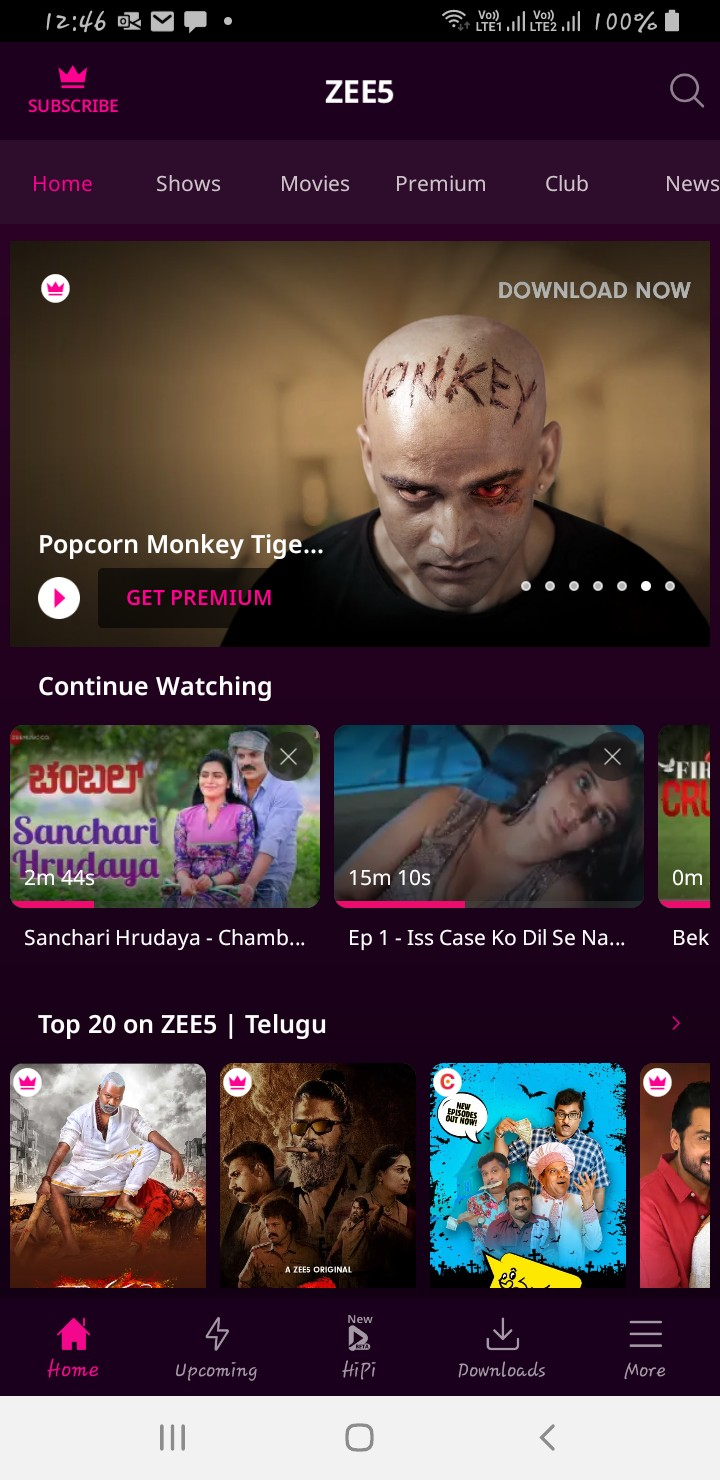 12:46
Vo)) LTE1 Vo)) LTE2 100%
SUBSCRIBE
ZEE5
Home Shows Movies Premium Club News
DOWNLOAD NOW
MONKEY
Popcorn Monkey Tige...
GET PREMIUM
Continue Watching
ಚಂಬಲ್
Sanchari
Hrudaya
2m 44s
15m 10s
FIR
CRU
0m
Sanchari Hrudaya - Chamb...
Ep 1 - Iss Case Ko Dil Se Na...
Bek
Top 20 on ZEE5 | Telugu
NEW
EPISODES
OUT NOW!
A ZEE5 ORIGINAL
New
BETA
Home Upcoming HiPi Downloads More